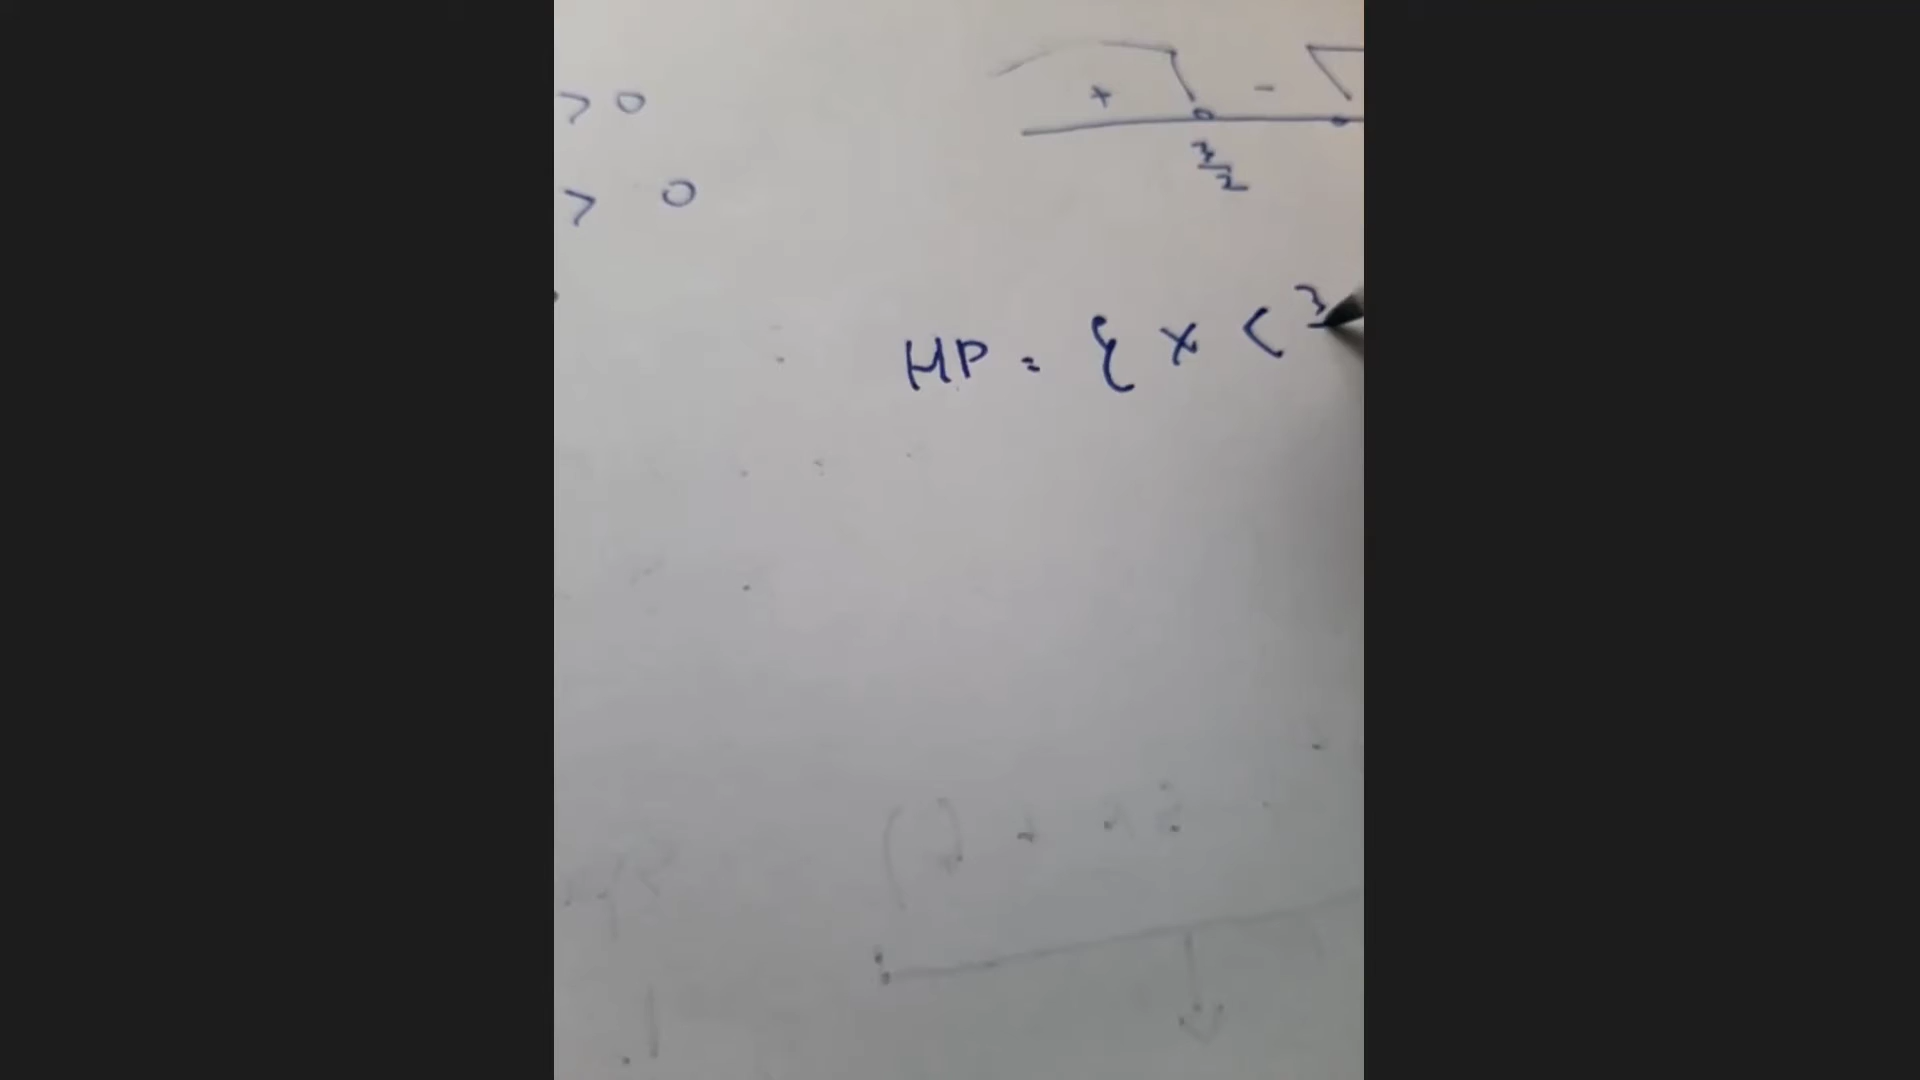 > 0
+ -
3/2
> 0
HP = { x < 3